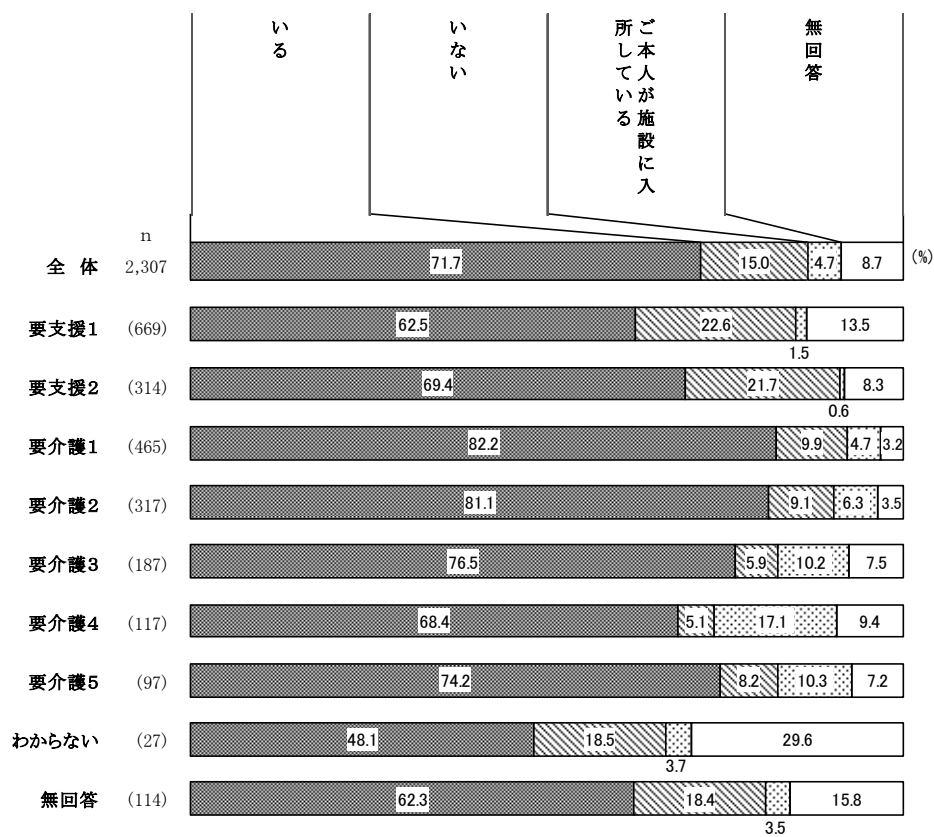 いる
いない
ご本人が施設に入
所している
無回答
n
全 体 2,307 71.7 15.0 4.7 8.7 (%)
要支援1 (669) 62.5 22.6 13.5
1.5
要支援2 (314) 69.4 21.7 8.3
0.6
要介護1 (465) 82.2 9.9 4.7 3.2
要介護2 (317) 81.1 9.1 6.3 3.5
要介護3 (187) 76.5 5.9 10.2 7.5
要介護4 (117) 68.4 5.1 17.1 9.4
要介護5 (97) 74.2 8.2 10.3 7.2
わからない (27) 48.1 18.5 29.6
3.7
無回答 (114) 62.3 18.4 15.8
3.5